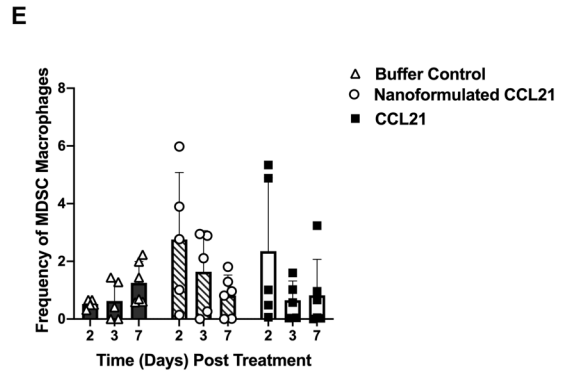 E
Buffer Control
Nanoformulated CCL21
CCL21
Frequency of MDSC Macrophages
8
6
4
2
0
2 3 7 2 3 7 2 3 7
Time (Days) Post Treatment